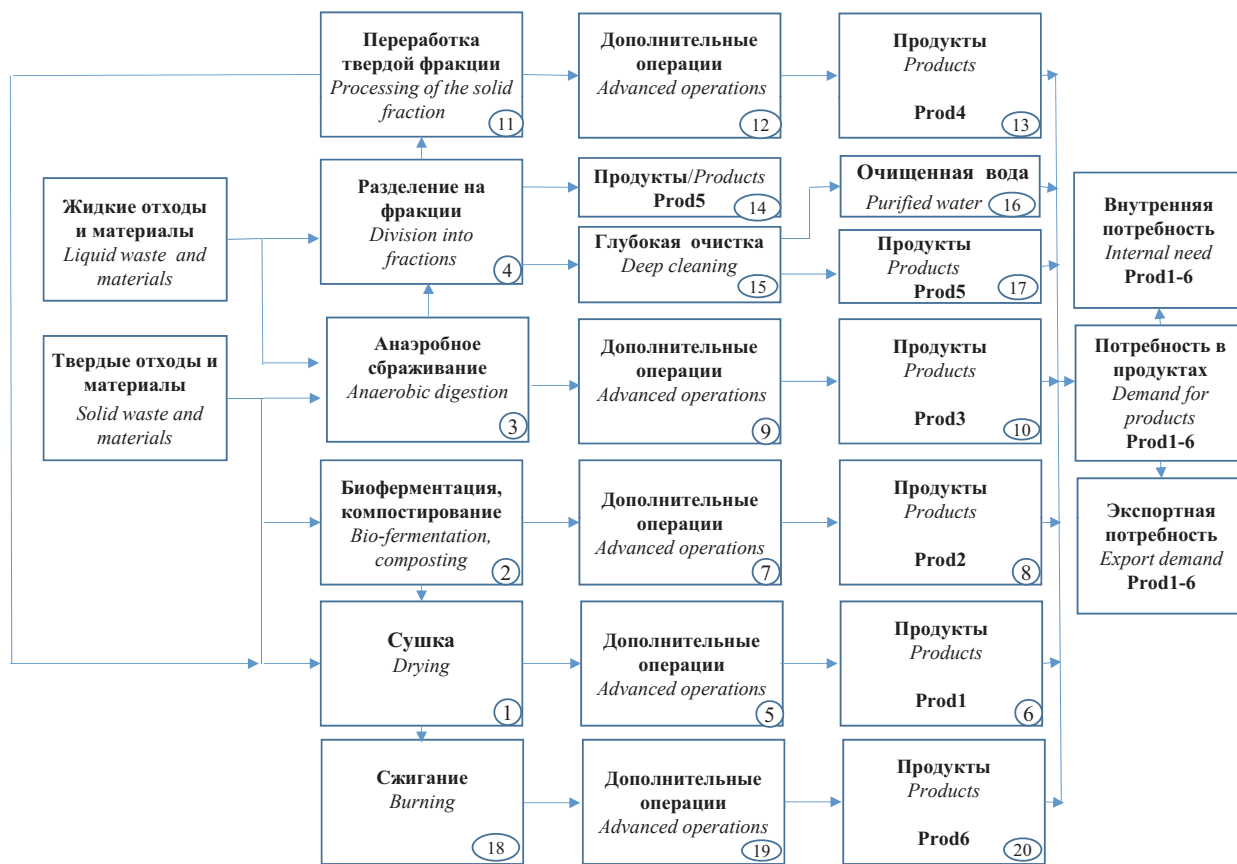 Переработка
твердой фракции
Processing of the solid
fraction
11
Дополнительные
операции
Advanced operations
12
Продукты
Products
Prod4
13
Жидкие отходы
и материалы
Liquid waste and
materials
Разделение на
фракции
Division into
fractions
4
Продукты/Products
Prod5
14
Глубокая очистка
Deep cleaning
15
Очищенная вода
Purified water
16
Продукты
Products
Prod5
17
Внутренняя
потребность
Internal need
Prod1-6
Твердые отходы и
материалы
Solid waste and
materials
Анаэробное
сбраживание
Anaerobic digestion
3
Дополнительные
операции
Advanced operations
9
Продукты
Products
Prod3
10
Потребность в
продуктах
Demand for
products
Prod1-6
Биоферментация,
компостирование
Bio-fermentation,
composting
2
Дополнительные
операции
Advanced operations
7
Продукты
Products
Prod2
8
Экспортная
потребность
Export demand
Prod1-6
Сушка
Drying
1
Дополнительные
операции
Advanced operations
5
Продукты
Products
Prod1
6
Сжигание
Burning
18
Дополнительные
операции
Advanced operations
19
Продукты
Products
Prod6
20